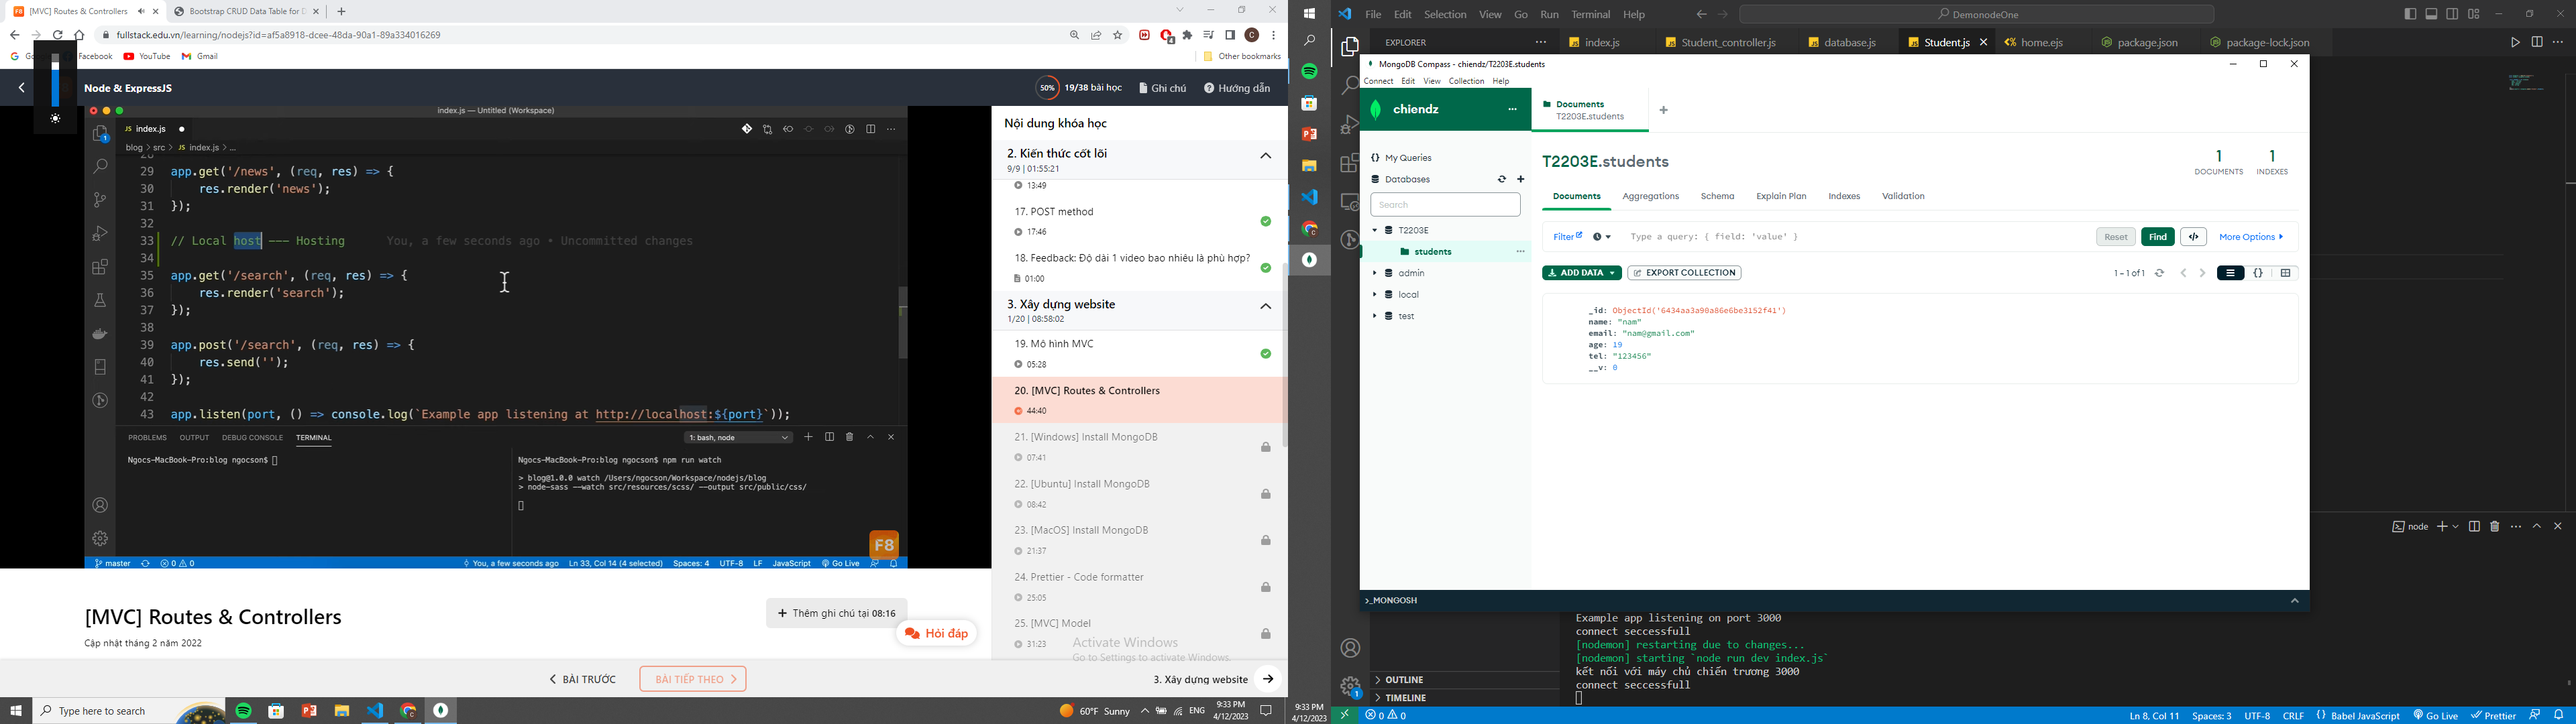 [MVC] Routes & Controllers
Bootstrap CRUD Data Table for D
fullstack.edu.vn/learning/nodejs?id=af5a8918-dcee-48da-90a1-89a334016269
Facebook
YouTube
Gmail
Other bookmarks
Node & ExpressJS
50%
19/38 bài học
Ghi chú
Hướng dẫn
index.js — Untitled (Workspace)
JS index.js
blog > src > JS index.js > ...
28
29 app.get('/news', (req, res) => {
30 res.render('news');
31 });
32
33 // Local host --- Hosting You, a few seconds ago • Uncommitted changes
34
35 app.get('/search', (req, res) => {
36 res.render('search');
37 });
38
39 app.post('/search', (req, res) => {
40 res.send('');
41 });
42
43 app.listen(port, () => console.log(`Example app listening at http://localhost:${port}`));
PROBLEMS OUTPUT DEBUG CONSOLE TERMINAL
1: bash, node
Ngocs-MacBook-Pro:blog ngocson$
Ngocs-MacBook-Pro:blog ngocson$ npm run watch
> blog@1.0.0 watch /Users/ngocson/Workspace/nodejs/blog
> node-sass --watch src/resources/scss/ --output src/public/css/
F8
master 0 0 You, a few seconds ago Ln 33, Col 14 (4 selected) Spaces: 4 UTF-8 LF JavaScript Go Live
[MVC] Routes & Controllers
Cập nhật tháng 2 năm 2022
Thêm ghi chú tại 08:16
Hỏi đáp
Nội dung khóa học
2. Kiến thức cốt lõi
9/9 | 01:55:21
13:49
17. POST method
17:46
18. Feedback: Độ dài 1 video bao nhiêu là phù hợp?
01:00
3. Xây dựng website
1/20 | 08:58:02
19. Mô hình MVC
05:28
20. [MVC] Routes & Controllers
44:40
21. [Windows] Install MongoDB
07:41
22. [Ubuntu] Install MongoDB
08:42
23. [MacOS] Install MongoDB
21:37
24. Prettier - Code formatter
25:05
25. [MVC] Model
31:23
Activate Windows
Go to Settings to activate Windows.
BÀI TRƯỚC
BÀI TIẾP THEO
3. Xây dựng website
Type here to search
60°F Sunny
ENG
9:33 PM
4/12/2023
9:33 PM
4/12/2023
File Edit Selection View Go Run Terminal Help
DemonodeOne
EXPLORER
index.js
Student_controller.js
database.js
Student.js
home.ejs
package.json
package-lock.json
MongoDB Compass - chiendz/T2203E.students
Connect Edit View Collection Help
chiendz
Documents
T2203E.students
My Queries
Databases
Search
T2203E
students
admin
local
test
T2203E.students
1
DOCUMENTS
1
INDEXES
Documents Aggregations Schema Explain Plan Indexes Validation
Filter
Type a query: { field: 'value' }
Reset
Find
More Options
ADD DATA
EXPORT COLLECTION
1 – 1 of 1
_id: ObjectId('6434aa3a90a86e6be3152f41')
name: "nam"
email: "nam@gmail.com"
age: 19
tel: "123456"
__v: 0
>_MONGOSH
node
Example app listening on port 3000
connect seccessfull
[nodemon] restarting due to changes...
[nodemon] starting `node run dev index.js`
kết nối với máy chủ chiến trương 3000
connect seccessfull
OUTLINE
TIMELINE
0 0
Ln 8, Col 11 Spaces: 3 UTF-8 CRLF Babel JavaScript Go Live Prettier